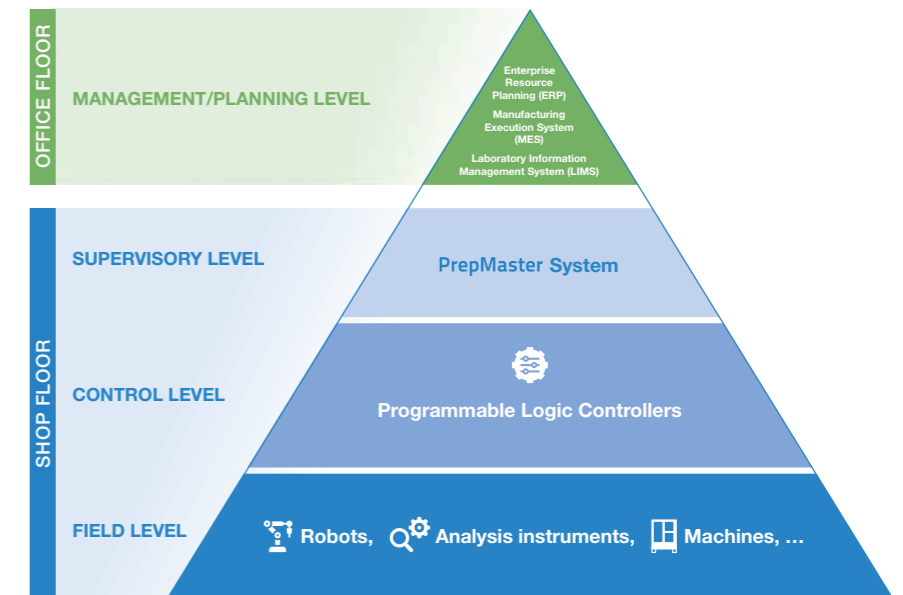 OFFICE FLOOR
MANAGEMENT/PLANNING LEVEL
Enterprise
Resource
Planning (ERP)
Manufacturing
Execution System
(MES)
Laboratory Information
Management System (LIMS)
SHOP FLOOR
SUPERVISORY LEVEL
PrepMaster System
CONTROL LEVEL
Programmable Logic Controllers
FIELD LEVEL
Robots, Analysis instruments, Machines, ...